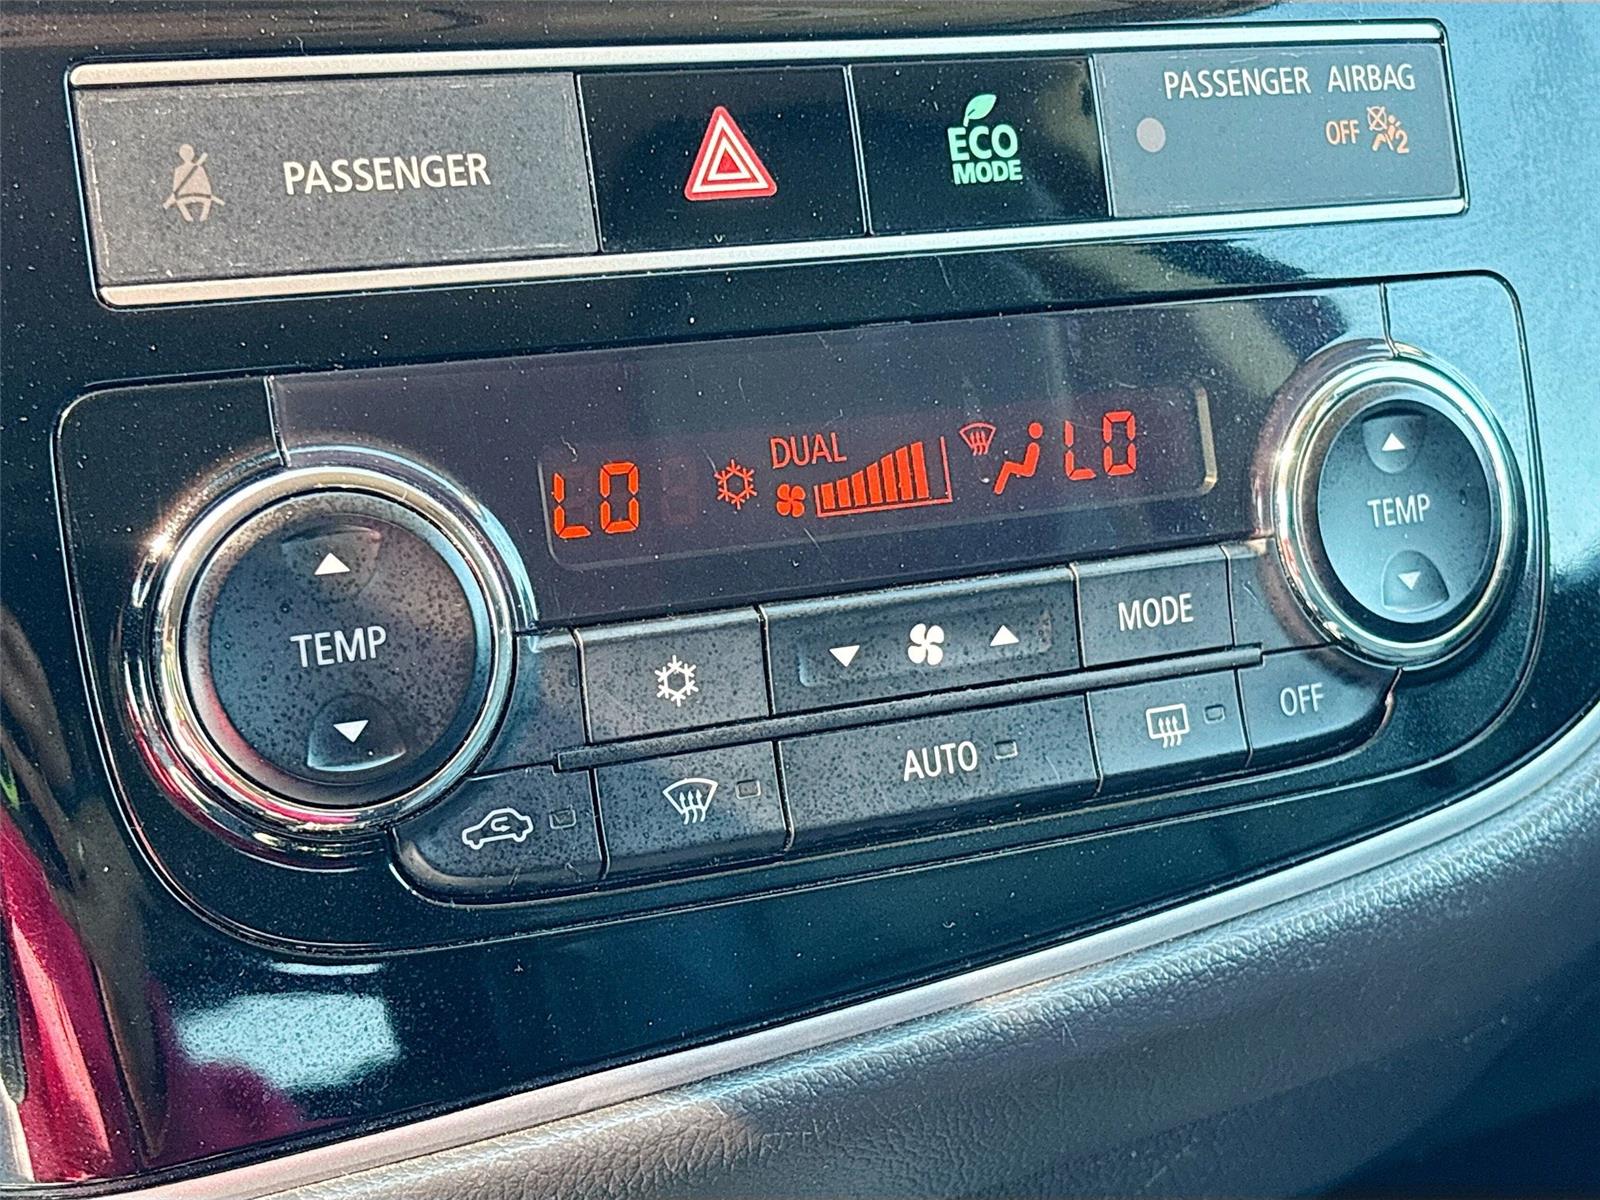 PASSENGER
ECO
MODE
PASSENGER AIRBAG
OFF 2
LO
DUAL
LO
TEMP
TEMP
MODE
AUTO
OFF